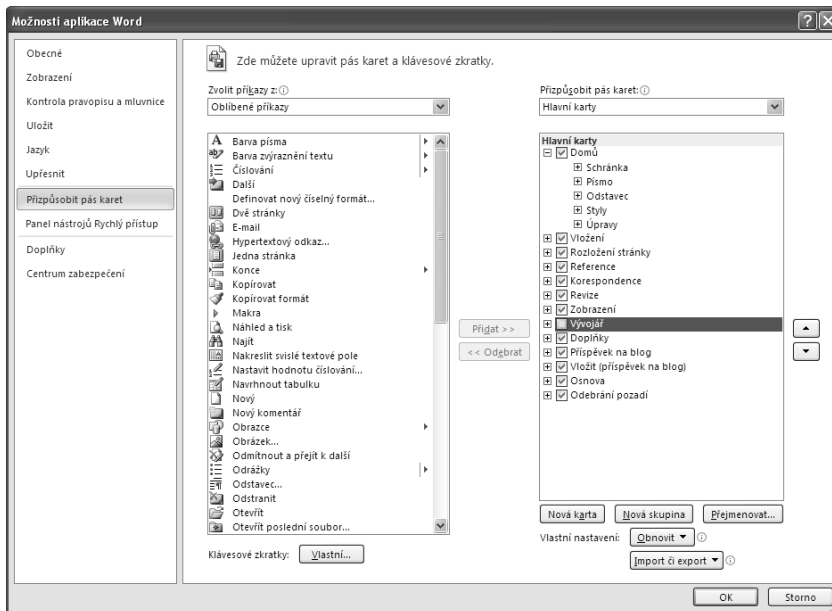 Možnosti aplikace Word
Obecné
Zobrazení
Kontrola pravopisu a mluvnice
Uložit
Jazyk
Upřesnit
Přizpůsobit pás karet
Panel nástrojů Rychlý přístup
Doplňky
Centrum zabezpečení
Zde můžete upravit pás karet a klávesové zkratky.
Zvolit příkazy z:
Oblíbené příkazy
Barva písma
Barva zvýraznění textu
Číslování
Další
Definovat nový číselný formát...
Dvě stránky
E-mail
Hypertextový odkaz...
Jedna stránka
Konce
Kopírovat
Kopírovat formát
Makra
Náhled a tisk
Najít
Nakreslit svislé textové pole
Nastavit hodnotu číslování...
Navrhnout tabulku
Nový
Nový komentář
Obrazce
Obrázek...
Odmítnout a přejít k další
Odrážky
Odstavec...
Odstranit
Otevřít
Otevřít poslední soubor...
Klávesové zkratky: Vlastní...
Přidat >>
<< Odebrat
Přizpůsobit pás karet:
Hlavní karty
Hlavní karty
Domů
Schránka
Písmo
Odstavec
Styly
Úpravy
Vložení
Rozložení stránky
Reference
Korespondence
Revize
Zobrazení
Vývojář
Doplňky
Příspěvek na blog
Vložit (příspěvek na blog)
Osnova
Odebrání pozadí
Nová karta Nová skupina Přejmenovat...
Vlastní nastavení: Obnovit
Import či export
OK Storno